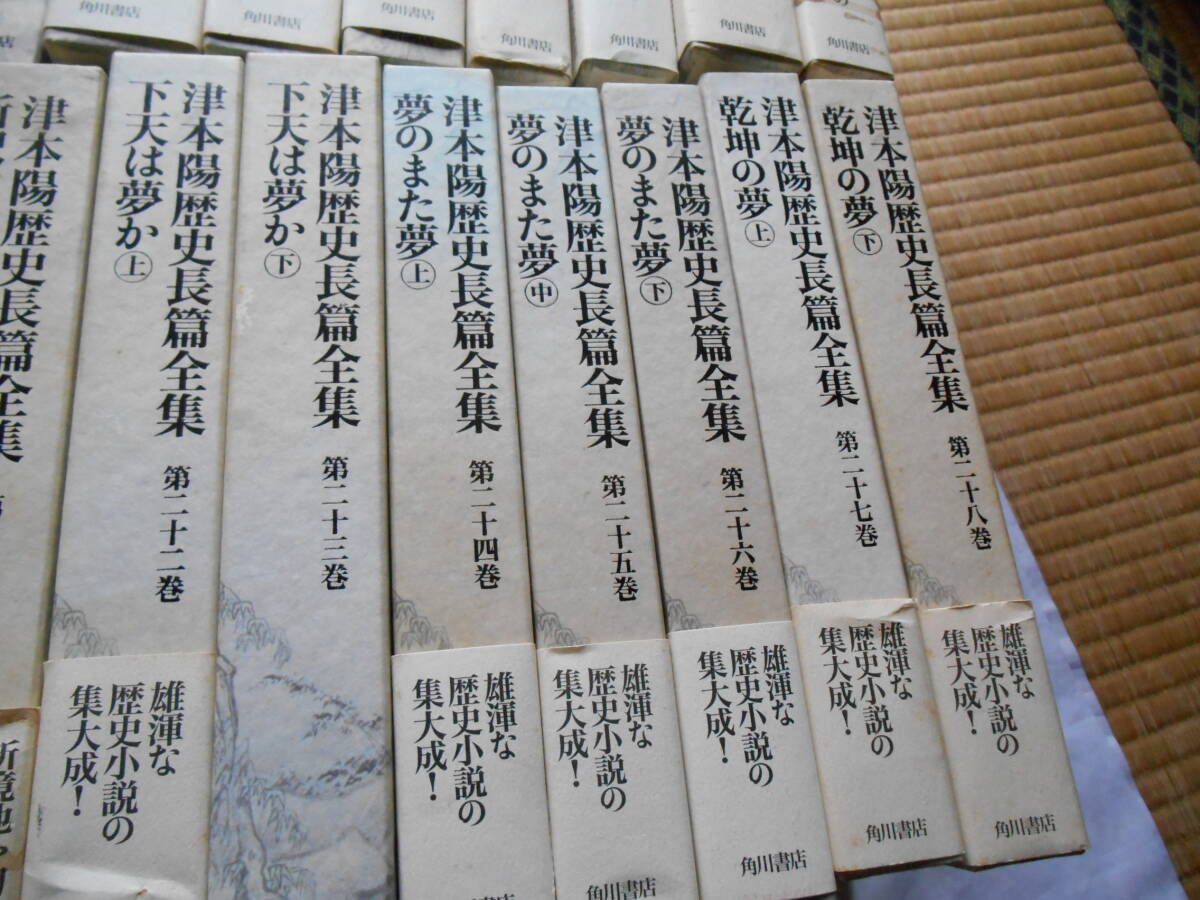 角川書店
角川書店
角川書店
角川書店
角川書店
角川書店
角川書店
津本陽歴史長篇全集
津本陽歴史長篇全集 第二十二巻
下天は夢か㊤
雄渾な
歴史小説の
集大成!
津本陽歴史長篇全集 第二十三巻
下天は夢か㊦
津本陽歴史長篇全集 第二十四巻
夢のまた夢㊤
雄渾な
歴史小説の
集大成!
津本陽歴史長篇全集 第二十五巻
夢のまた夢㊥
雄渾な
歴史小説の
集大成!
角川書店
津本陽歴史長篇全集 第二十六巻
夢のまた夢㊦
雄渾な
歴史小説の
集大成!
角川書店
津本陽歴史長篇全集 第二十七巻
乾坤の夢㊤
雄渾な
歴史小説の
集大成!
角川書店
津本陽歴史長篇全集 第二十八巻
乾坤の夢㊦
雄渾な
歴史小説の
集大成!
角川書店